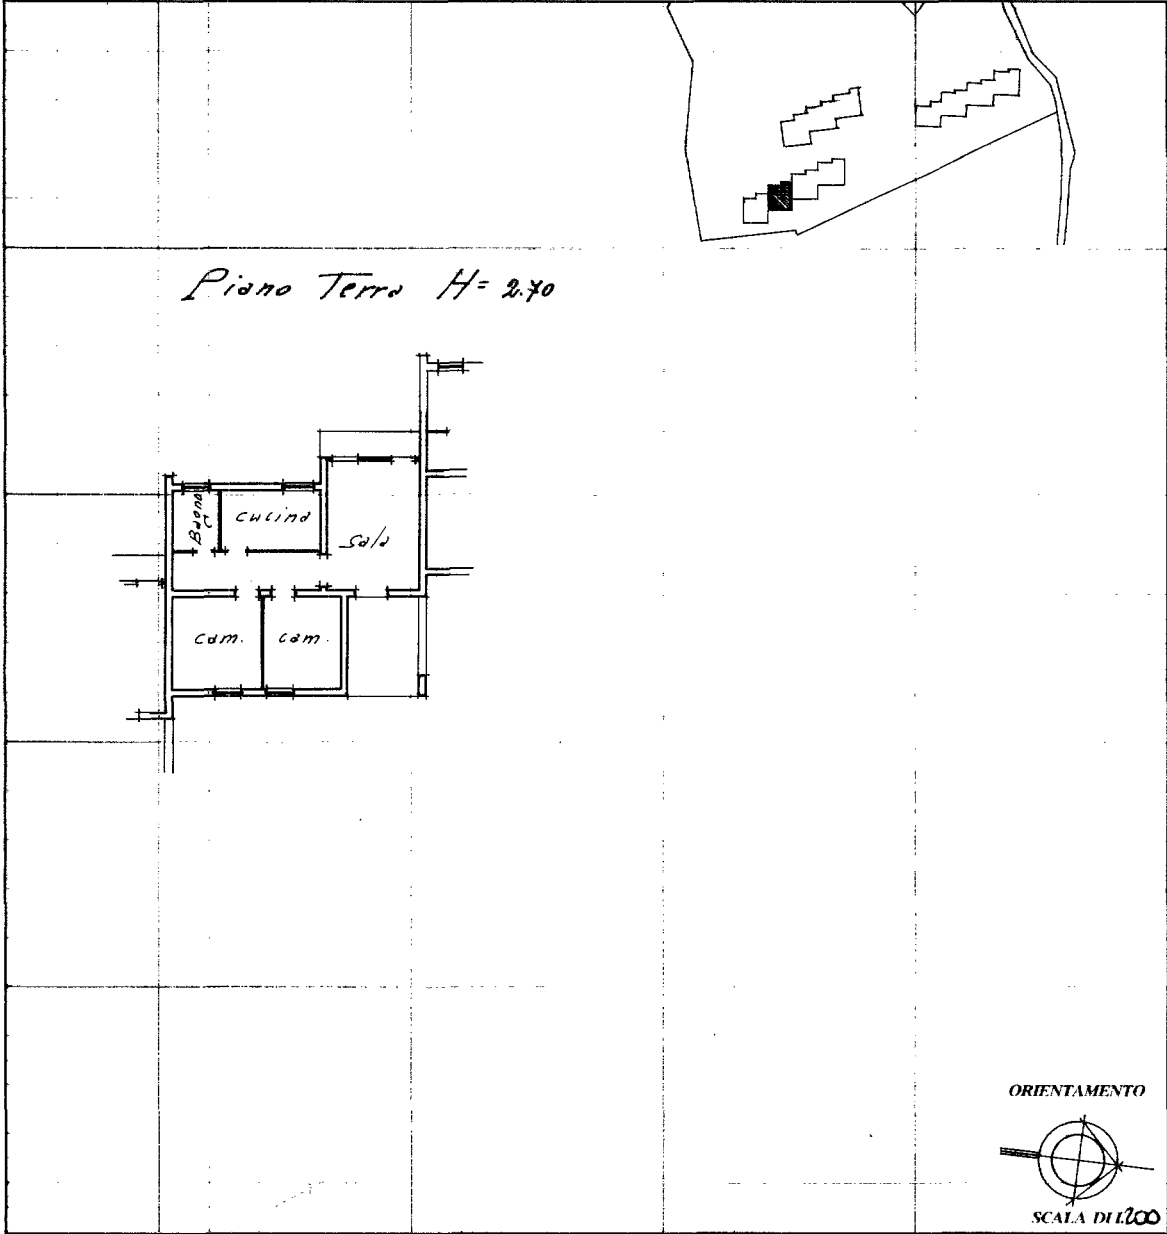 Piano Terra H= 2.70
Bagno
cucina
Sala
cam.
cam.
ORIENTAMENTO
SCALA DI 1:200